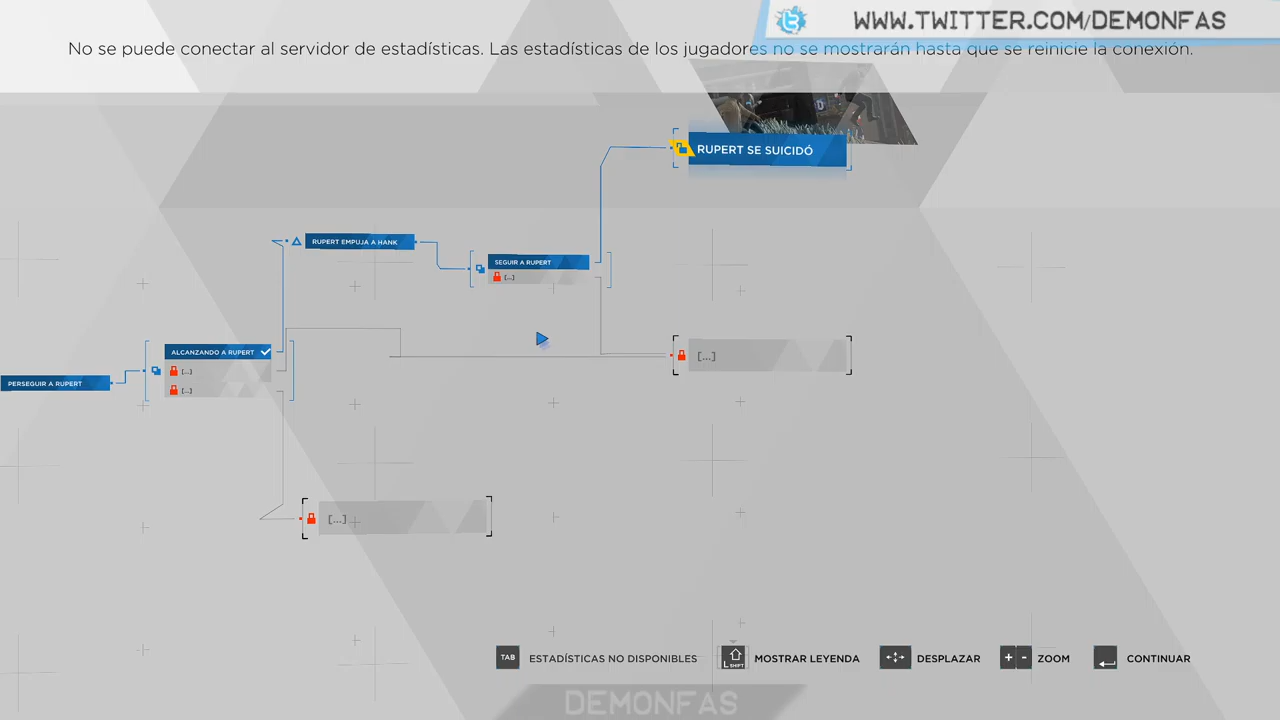 WWW.TWITTER.COM/DEMONFAS
No se puede conectar al servidor de estadísticas. Las estadísticas de los jugadores no se mostrarán hasta que se reinicie la conexión.
RUPERT SE SUICIDÓ
RUPERT EMPUJA A HANK
SEGUIR A RUPERT
[...]
ALCANZANDO A RUPERT
[...]
[...]
PERSEGUIR A RUPERT
[...]
[...]
TAB ESTADÍSTICAS NO DISPONIBLES
L SHIFT MOSTRAR LEYENDA
DESPLAZAR
+ - ZOOM
CONTINUAR
DEMONFAS